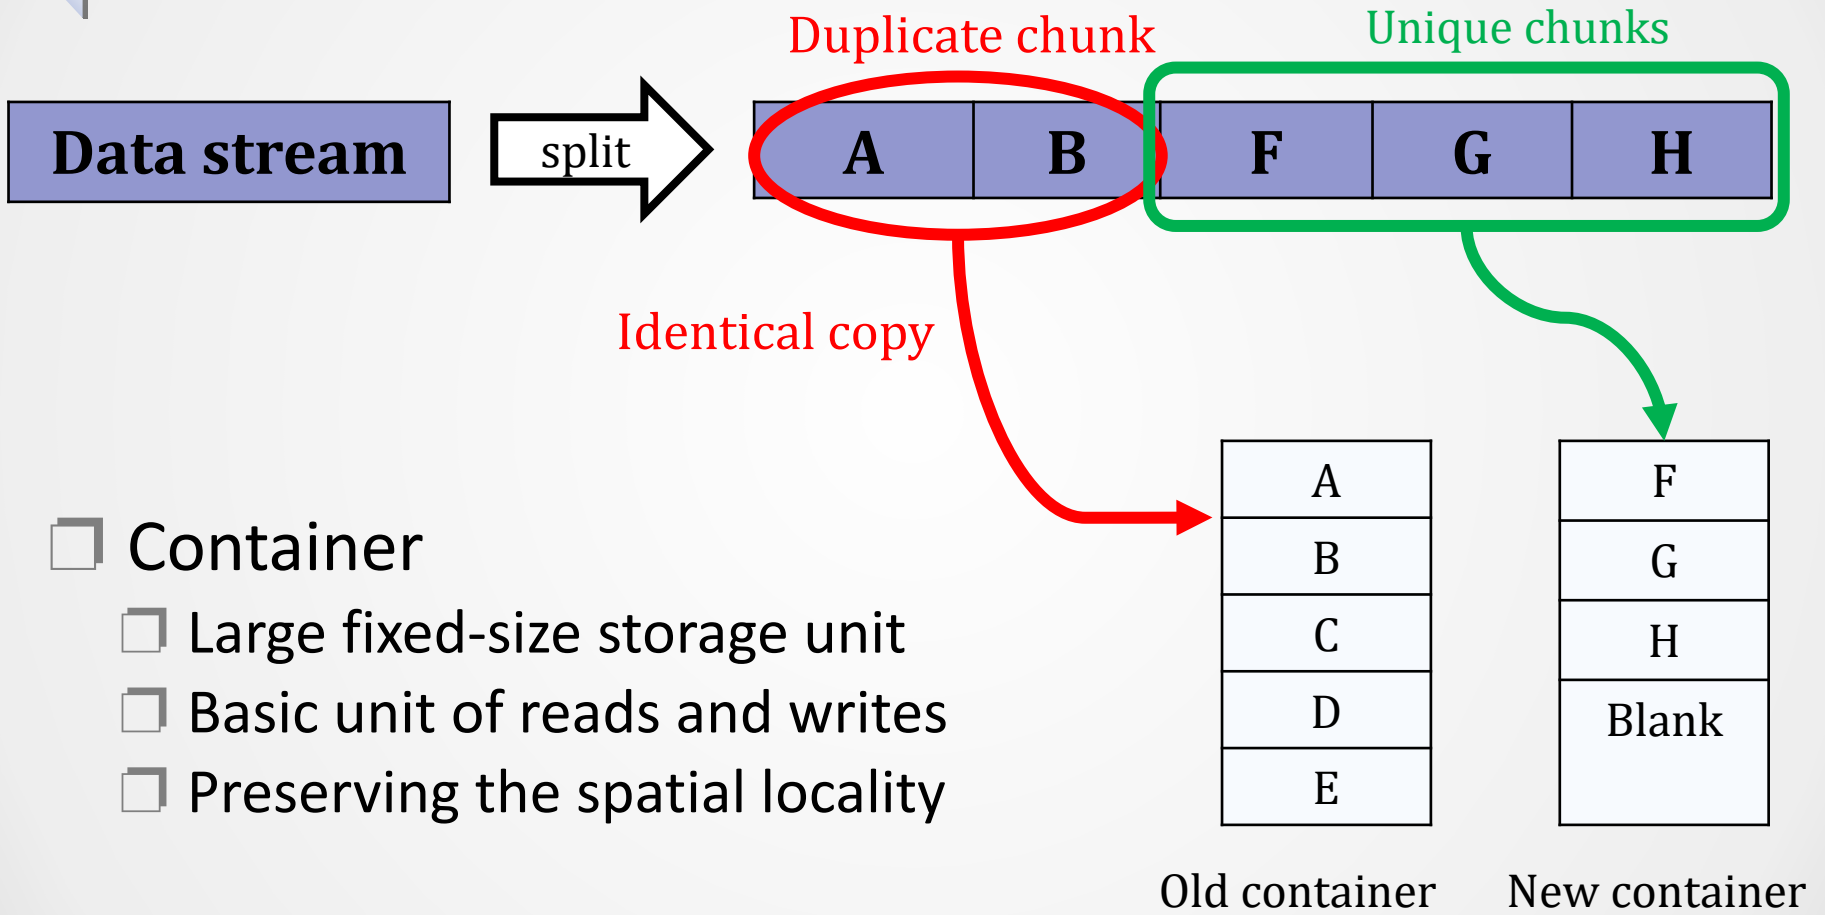 Duplicate chunk
Unique chunks
Data stream
split
A
B
F
G
H
Identical copy
Container
Large fixed-size storage unit
Basic unit of reads and writes
Preserving the spatial locality
A
B
C
D
E
Old container
F
G
H
Blank
New container